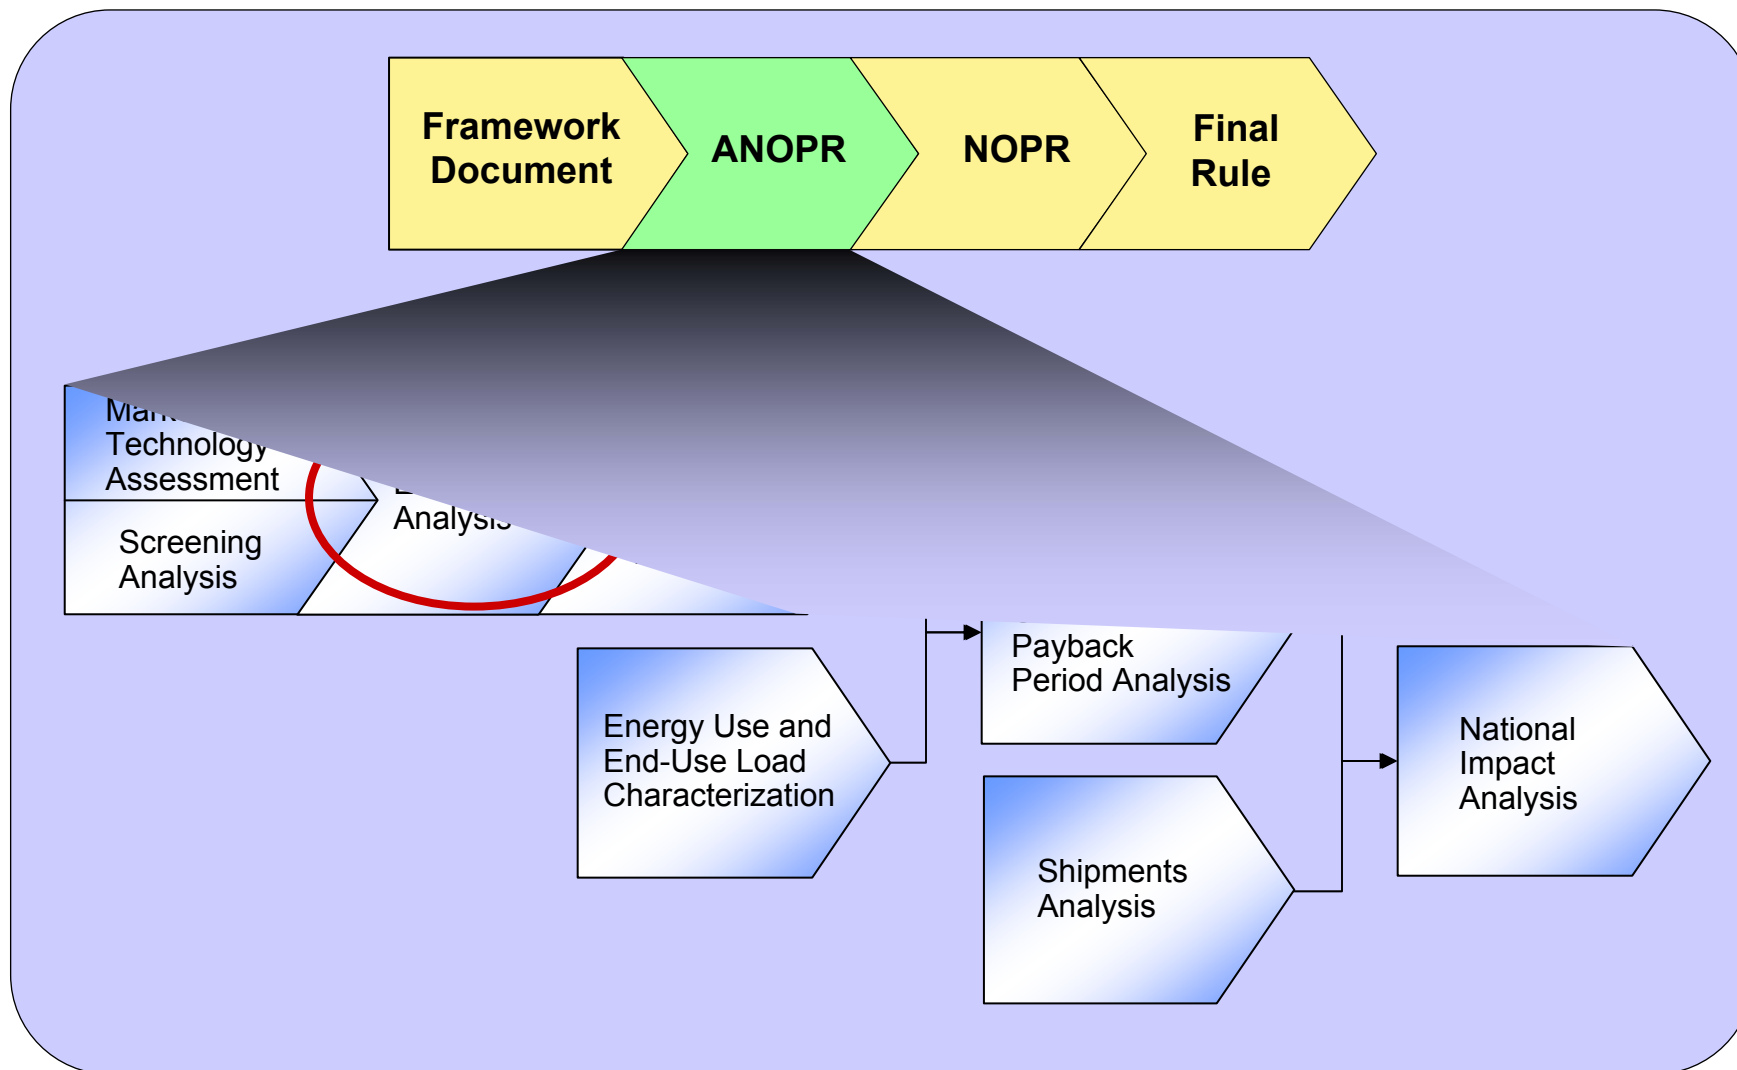 Framework
Document
ANOPR
NOPR
Final
Rule
Technology
Assessment
Screening
Analysis
Analysis
Payback
Period Analysis
Energy Use and
End-Use Load
Characterization
Shipments
Analysis
National
Impact
Analysis